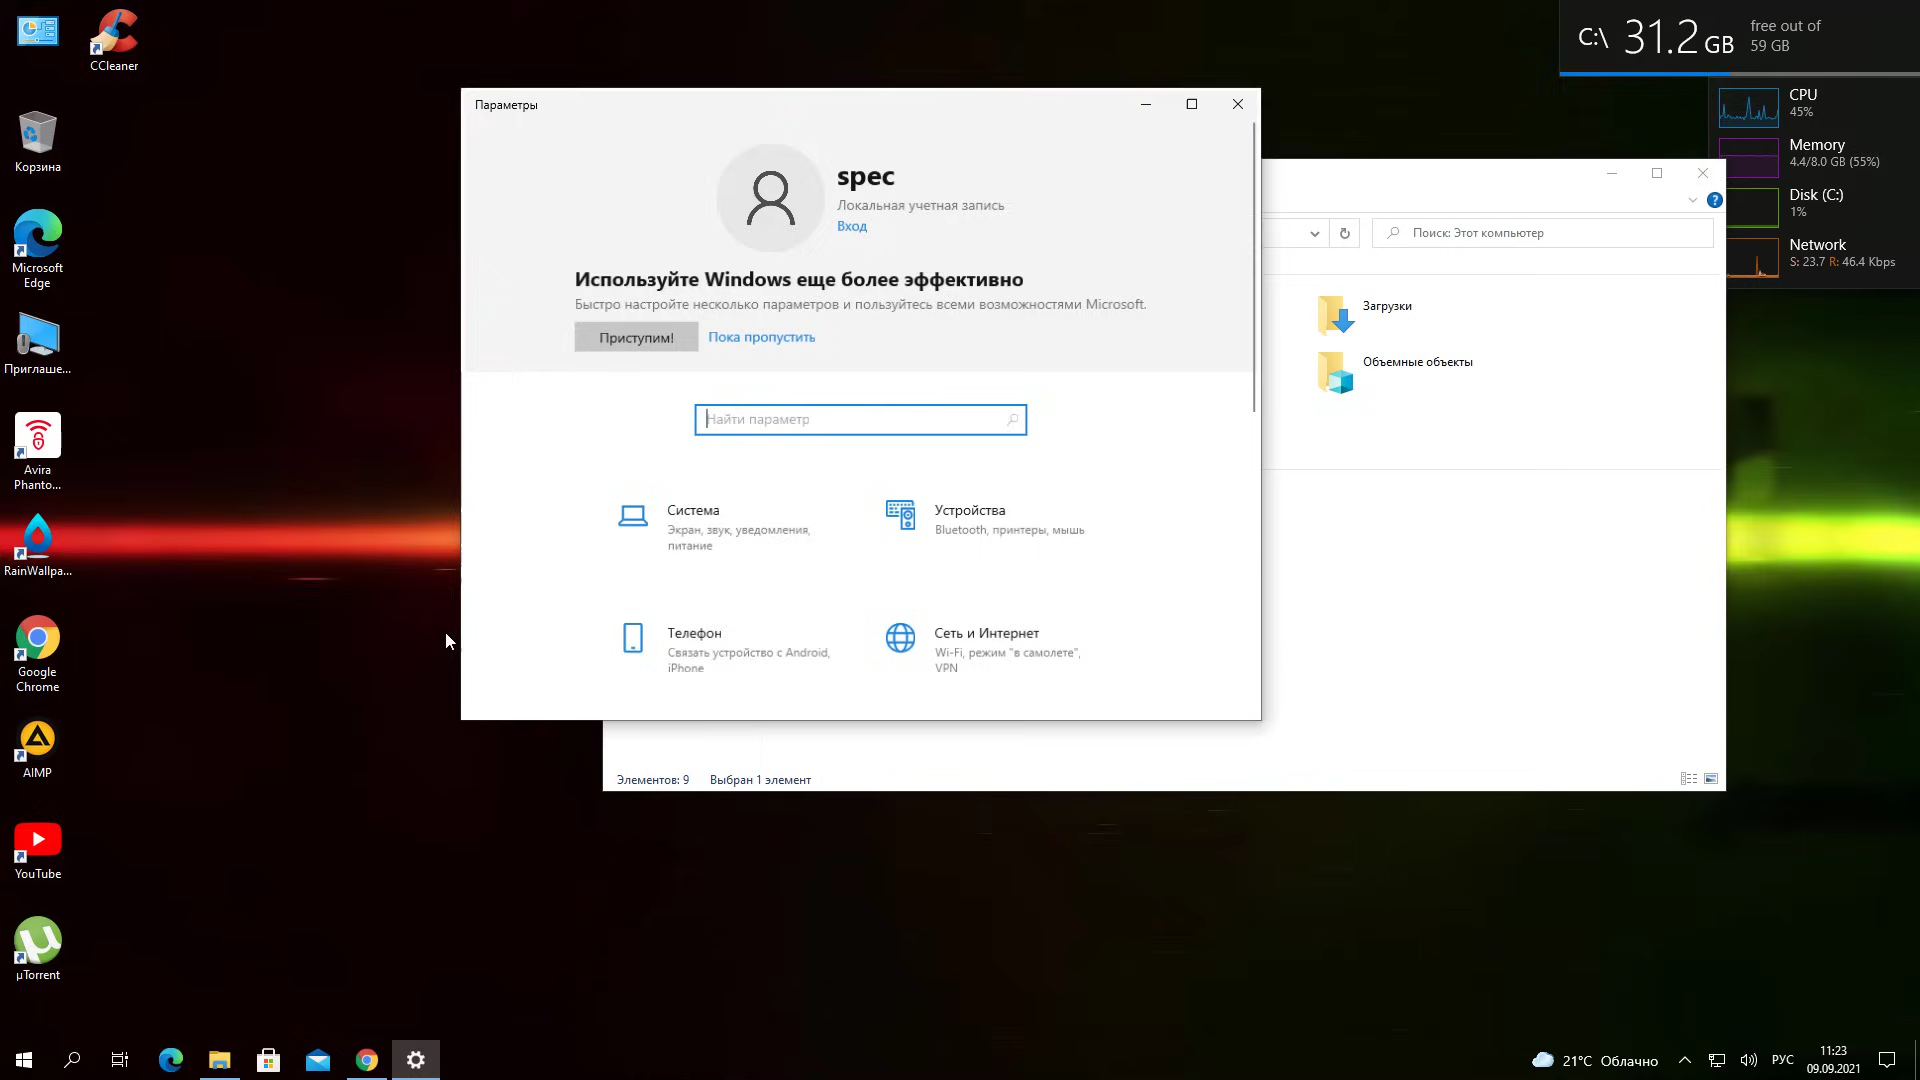 CCleaner
Корзина
Microsoft
Edge
Приглаше...
Avira
Phanto...
RainWallpa...
Google
Chrome
AIMP
YouTube
µTorrent
Параметры
spec
Локальная учетная запись
Вход
Используйте Windows еще более эффективно
Быстро настройте несколько параметров и пользуйтесь всеми возможностями Microsoft.
Приступим! Пока пропустить
Найти параметр
Система
Экран, звук, уведомления,
питание
Устройства
Bluetooth, принтеры, мышь
Телефон
Связать устройство с Android,
iPhone
Сеть и Интернет
Wi-Fi, режим "в самолете",
VPN
Поиск: Этот компьютер
Загрузки
Объемные объекты
Элементов: 9 Выбран 1 элемент
C:\ 31.2 GB
free out of
59 GB
CPU
45%
Memory
4.4/8.0 GB (55%)
Disk (C:)
1%
Network
S: 23.7 R: 46.4 Kbps
21°C Облачно
РУС
11:23
09.09.2021